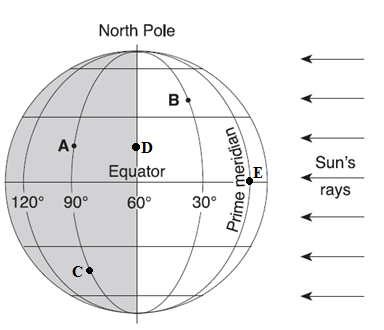 North Pole
B
A
D
Equator
Prime meridian
E
Sun's
rays
120° 90° 60° 30°
C